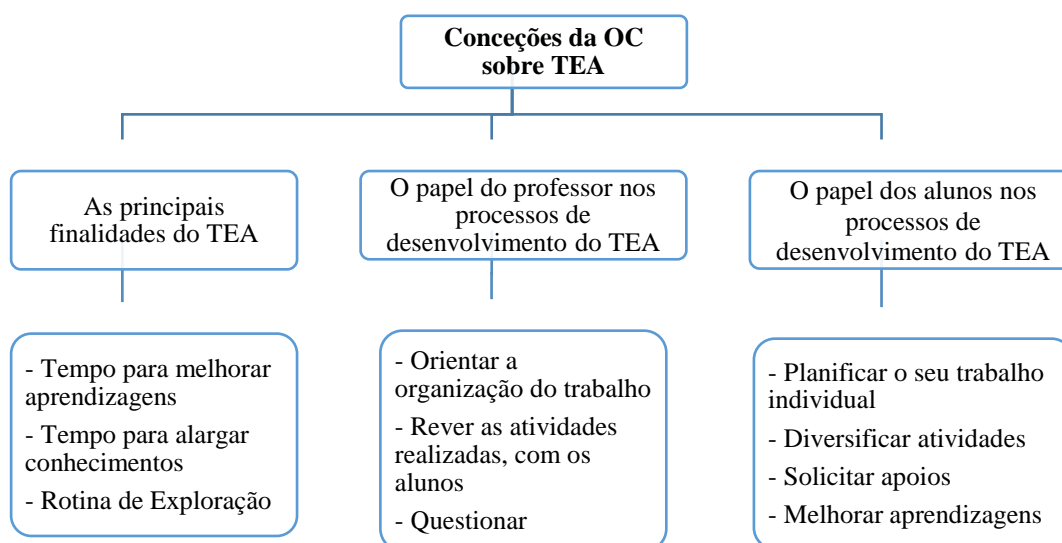 Conceções da OC
sobre TEA
As principais
finalidades do TEA
O papel do professor nos
processos de
desenvolvimento do TEA
O papel dos alunos nos
processos de
desenvolvimento do TEA
- Tempo para melhorar
aprendizagens
- Tempo para alargar
conhecimentos
- Rotina de Exploração
- Orientar a
organização do trabalho
- Rever as atividades
realizadas, com os
alunos
- Questionar
- Planificar o seu trabalho
individual
- Diversificar atividades
- Solicitar apoios
- Melhorar aprendizagens